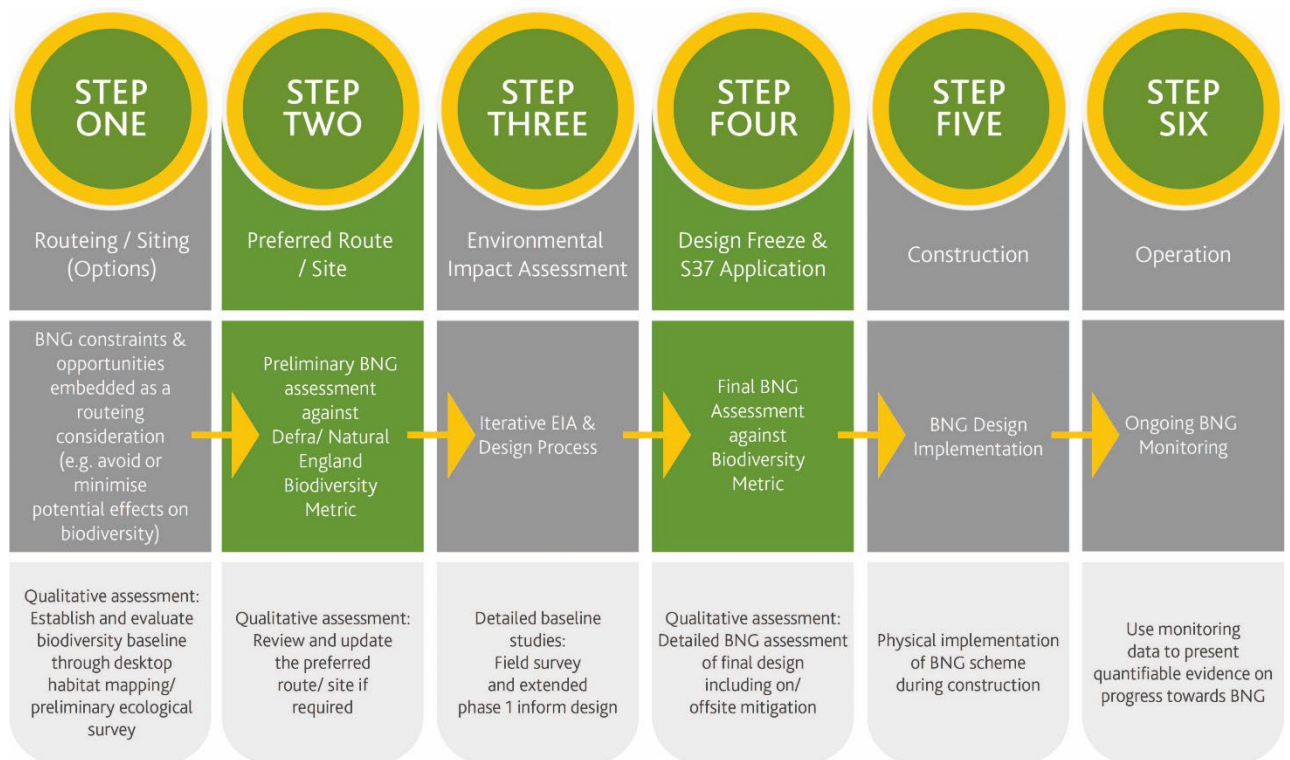 STEP
ONE
Routeing / Siting
(Options)
BNG constraints &
opportunities
embedded as a
routeing
consideration
(e.g. avoid or
minimise
potential effects on
biodiversity)
Qualitative assessment:
Establish and evaluate
biodiversity baseline
through desktop
habitat mapping/
preliminary ecological
survey
STEP
TWO
Preferred Route
/ Site
Preliminary BNG
assessment
against
Defra/ Natural
England
Biodiversity
Metric
Qualitative assessment:
Review and update
the preferred
route/ site if
required
STEP
THREE
Environmental
Impact Assessment
Iterative EIA &
Design Process
Detailed baseline
studies:
Field survey
and extended
phase 1 inform design
STEP
FOUR
Design Freeze &
S37 Application
Final BNG
Assessment
against
Biodiversity
Metric
Qualitative assessment:
Detailed BNG assessment
of final design
including on/
offsite mitigation
STEP
FIVE
Construction
BNG Design
Implementation
Physical implementation
of BNG scheme
during construction
STEP
SIX
Operation
Ongoing BNG
Monitoring
Use monitoring
data to present
quantifiable evidence on
progress towards BNG